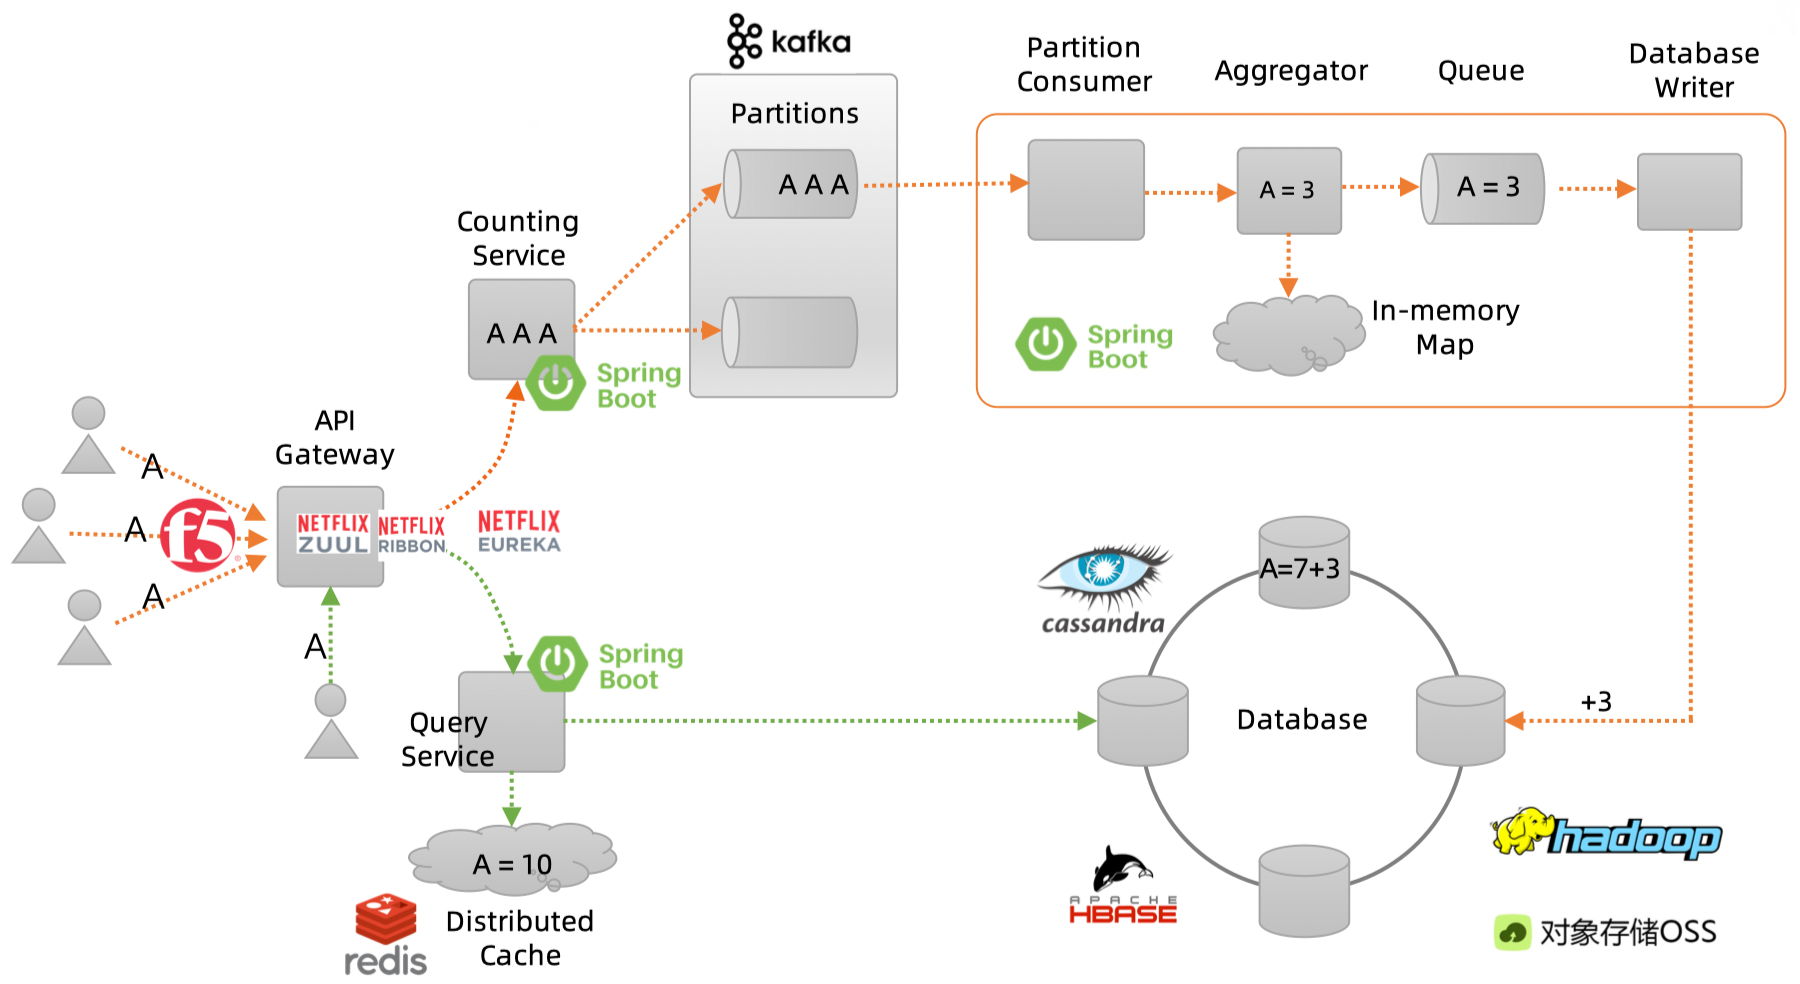 kafka
Partitions
A A A
Partition
Consumer
Aggregator
Queue
Database
Writer
A = 3
A = 3
In-memory
Map
Spring
Boot
Counting
Service
A A A
Spring
Boot
API
Gateway
A
A
A
f5
NETFLIX
ZUUL
NETFLIX
RIBBON
NETFLIX
EUREKA
A
Spring
Boot
Query
Service
A = 10
redis
Distributed
Cache
cassandra
A=7+3
Database
+3
APACHE
HBASE
hadoop
对象存储OSS